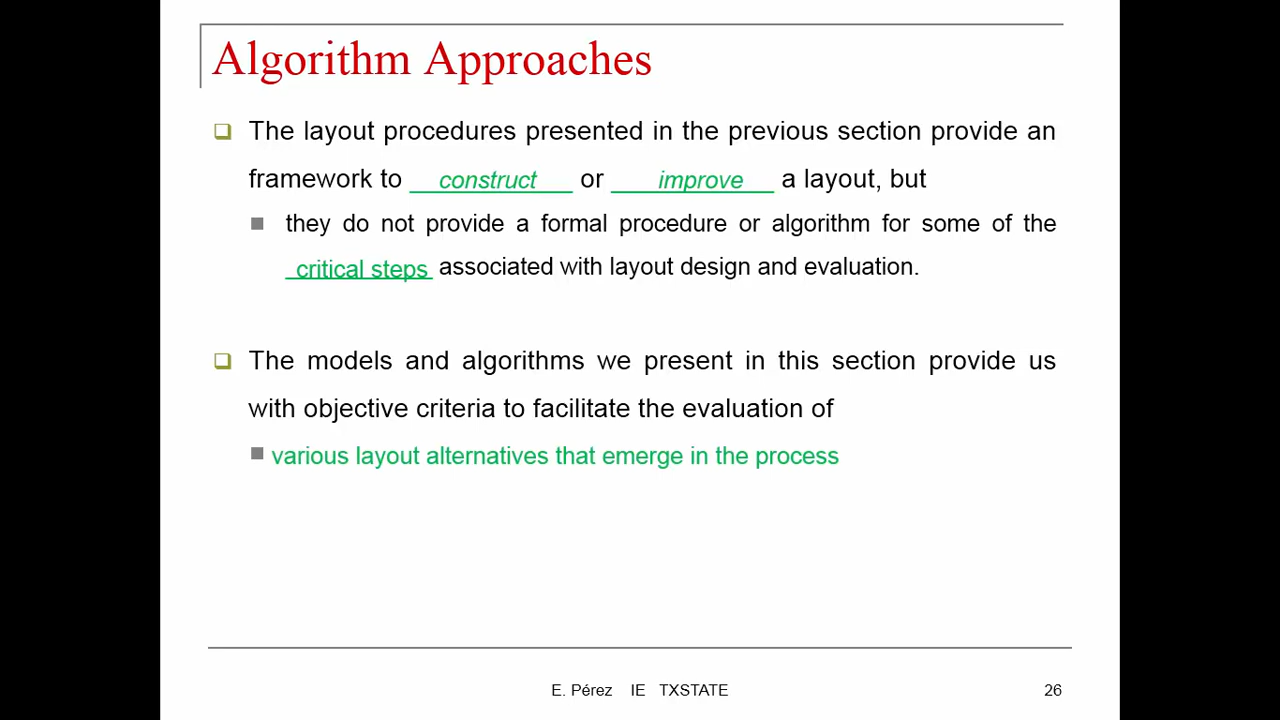 Algorithm Approaches
The layout procedures presented in the previous section provide an
framework to construct or improve a layout, but
they do not provide a formal procedure or algorithm for some of the
critical steps associated with layout design and evaluation.
The models and algorithms we present in this section provide us
with objective criteria to facilitate the evaluation of
various layout alternatives that emerge in the process
E. Pérez IE TXSTATE 26